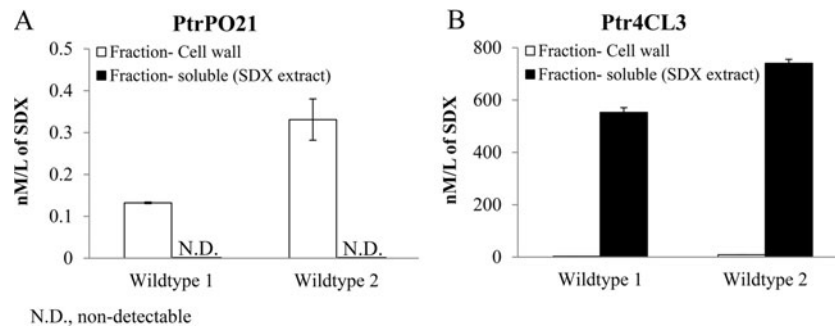 A
PtrPO21
0.5
0.4
0.3
0.2
0.1
0
nM/L of SDX
Fraction- Cell wall
Fraction- soluble (SDX extract)
N.D.
N.D.
Wildtype 1
Wildtype 2
N.D., non-detectable
B
Ptr4CL3
800
600
400
200
0
nM/L of SDX
Fraction- Cell wall
Fraction- soluble (SDX extract)
Wildtype 1
Wildtype 2